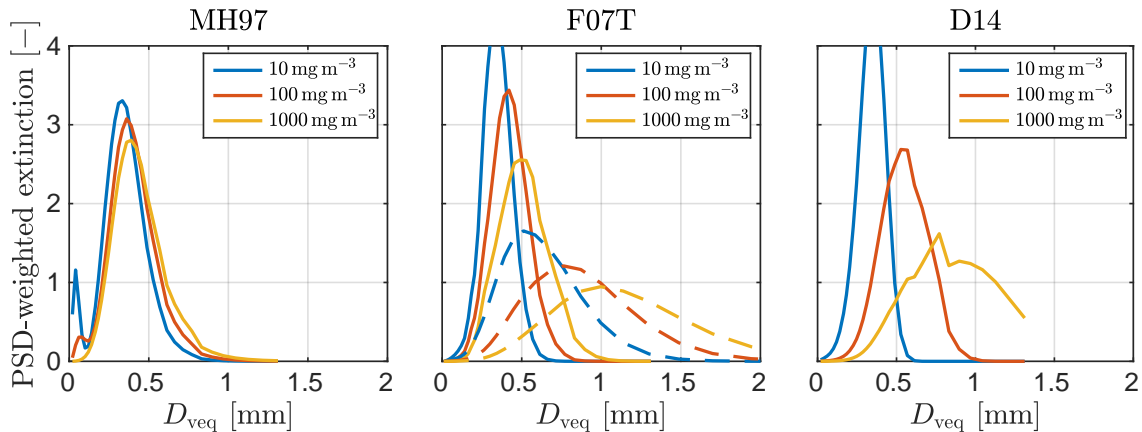 MH97
F07T
D14
PSD-weighted extinction [−]
4
3
2
1
0
10 mg m⁻³
100 mg m⁻³
1000 mg m⁻³
10 mg m⁻³
100 mg m⁻³
1000 mg m⁻³
10 mg m⁻³
100 mg m⁻³
1000 mg m⁻³
0 0.5 1 1.5 2
0 0.5 1 1.5 2
0 0.5 1 1.5 2
D_veq [mm]
D_veq [mm]
D_veq [mm]